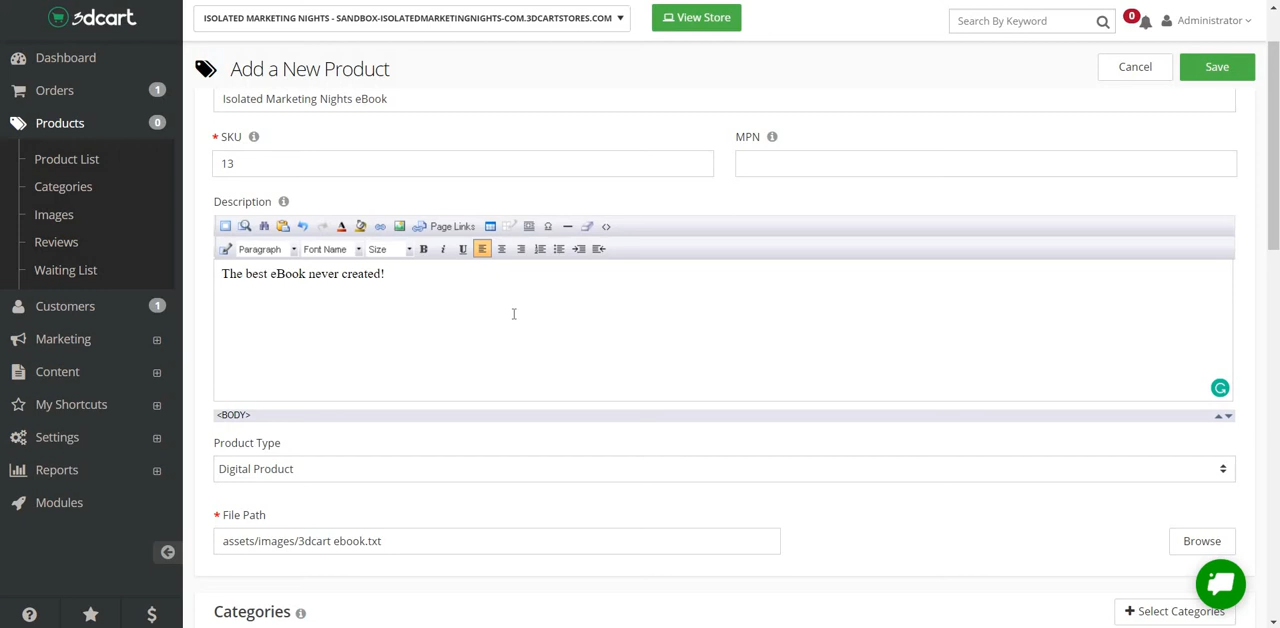 3dcart
ISOLATED MARKETING NIGHTS - SANDBOX-ISOLATEDMARKETINGNIGHTS-COM.3DCARTSTORES.COM
View Store
Search By Keyword
0
Administrator
Dashboard
Orders 1
Products 0
Product List
Categories
Images
Reviews
Waiting List
Customers 1
Marketing
Content
My Shortcuts
Settings
Reports
Modules
Add a New Product
Cancel
Save
Isolated Marketing Nights eBook
* SKU
MPN
13
Description
Page Links
Paragraph Font Name Size B i U
The best eBook never created!
<BODY>
Product Type
Digital Product
* File Path
assets/images/3dcart ebook.txt
Browse
Categories
+ Select Categories